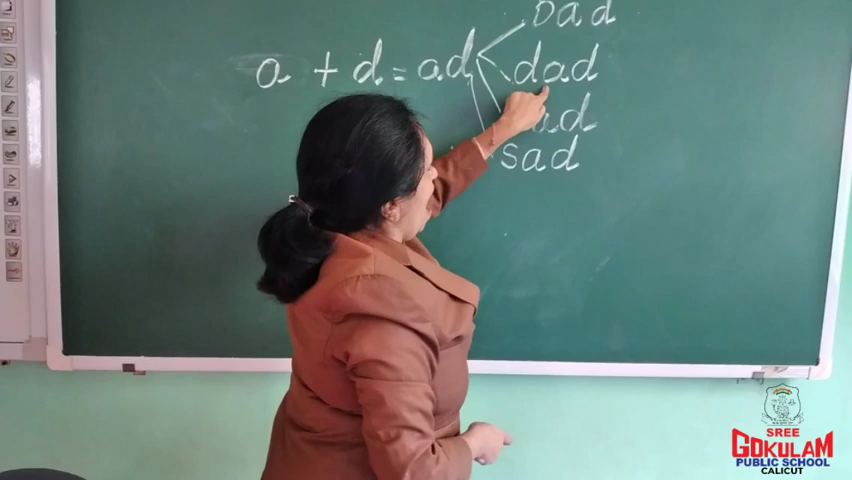 bad
a + d = ad
dad
sad
SREE
GOKULAM
PUBLIC SCHOOL
CALICUT